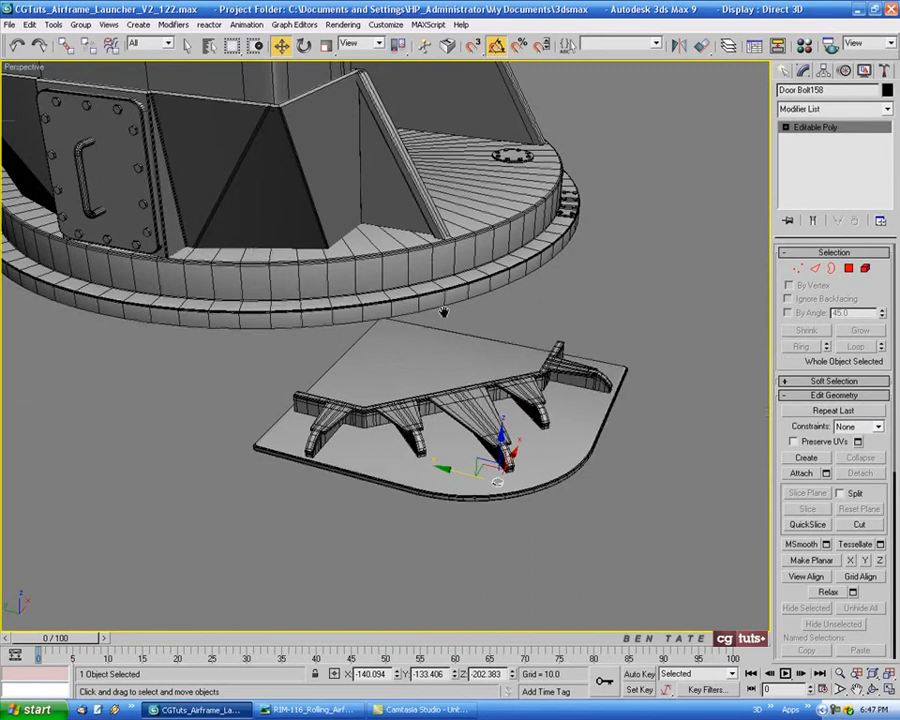 CGTuts_Airframe_Launcher_V2_122.max - Project Folder: C:\Documents and Settings\HP_Administrator\My Documents\3dsmax - Autodesk 3ds Max 9 - Display : Direct 3D
File Edit Tools Group Views Create Modifiers reactor Animation Graph Editors Rendering Customize MAXScript Help
All View View
Perspective
Door Bolt158
Modifier List
Editable Poly
Selection
By Vertex
Ignore Backfacing
By Angle: 45.0
Shrink Grow
Ring Loop
Whole Object Selected
Soft Selection
Edit Geometry
Repeat Last
Constraints: None
Preserve UVs
Create Collapse
Attach Detach
Slice Plane Split
Slice Reset Plane
QuickSlice Cut
MSmooth Tessellate
Make Planar X Y Z
View Align Grid Align
Relax
Hide Selected Unhide All
Hide Unselected
Named Selections:
Copy Paste
z
x
y
z
x
0 / 100
BEN TATE cg tuts+
0 5 10 15 20 25 30 35 40 45 50 55 60 65 70 75 80 85 90 95 100
1 Object Selected X -140.094 Y -133.406 Z -202.383 Grid = 10.0 Auto Key Selected
Click and drag to select and move objects Add Time Tag Set Key Key Filters... 0
start CGTuts_Airframe_La... RIM-116_Rolling_Airf... Camtasia Studio - Unt... 3D Apps 6:47 PM